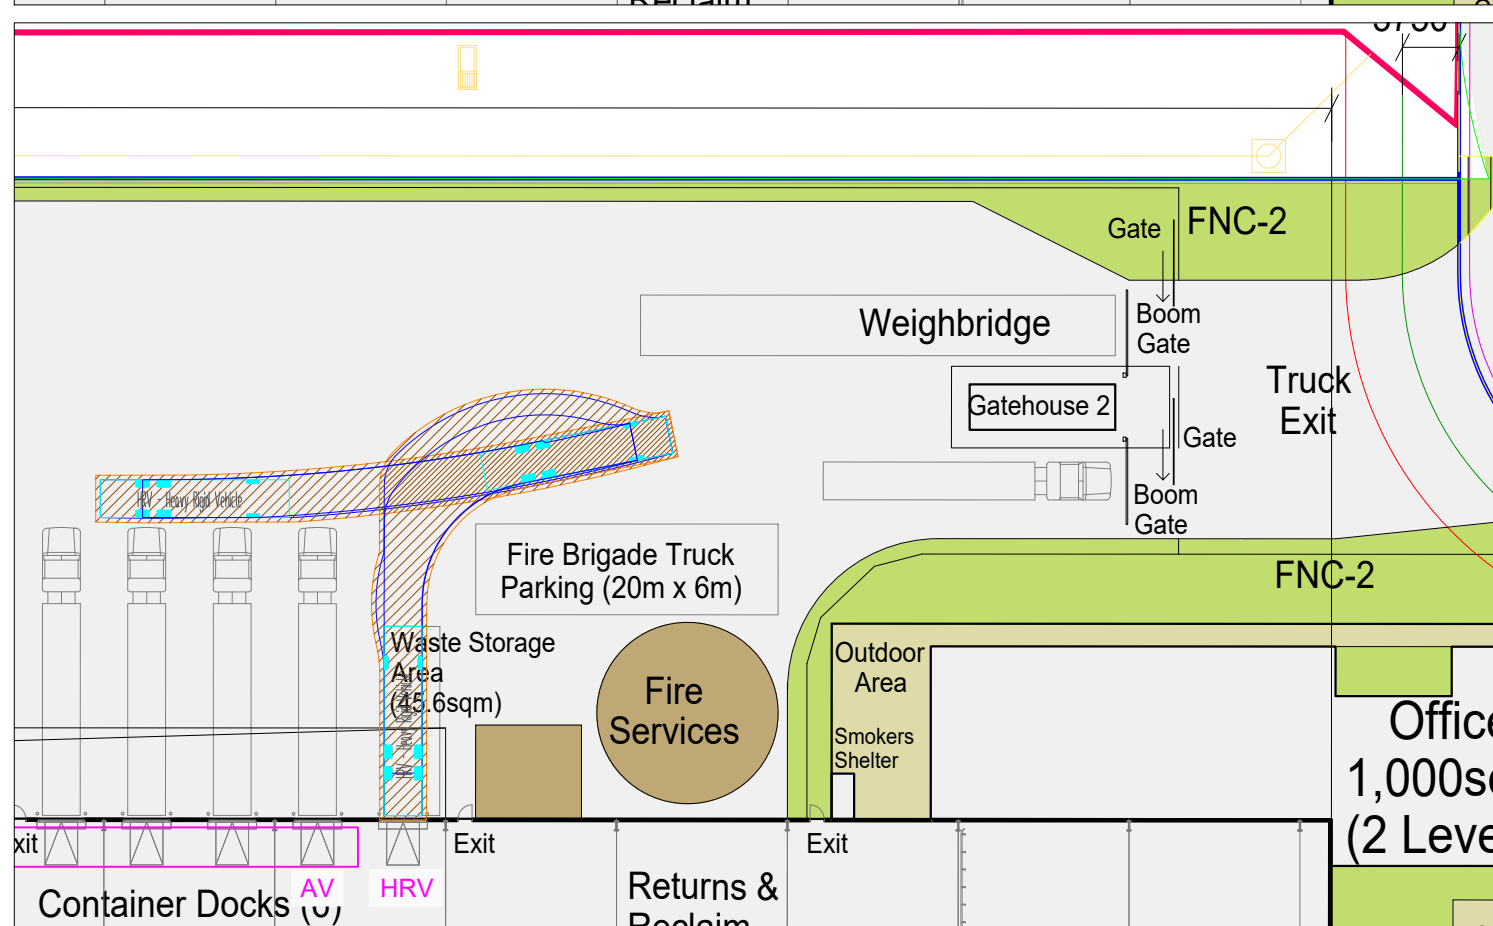 Gate
FNC-2
Boom
Gate
Weighbridge
Truck
Exit
Gatehouse 2
Gate
Boom
Gate
HRV - Heavy Rigid Vehicle
Fire Brigade Truck
Parking (20m x 6m)
FNC-2
Waste Storage
Area
(45.6sqm)
Outdoor
Area
Fire
Services
Smokers
Shelter
Office
1,000s
(2 Leve
xit
Exit
Exit
AV
HRV
Container Docks
Returns &
Reclaim